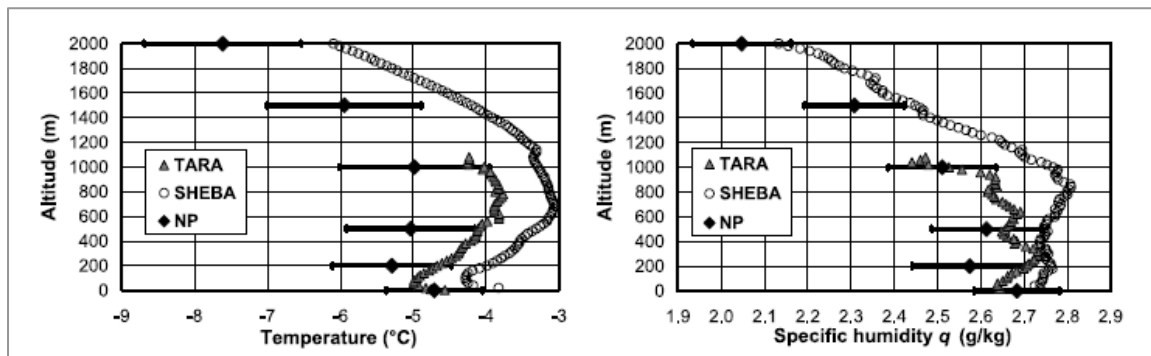 2000
1800
1600
1400
1200
1000
800
600
400
200
0
Altitude (m)
TARA
SHEBA
NP
-9 -8 -7 -6 -5 -4 -3
Temperature (°C)
2000
1800
1600
1400
1200
1000
800
600
400
200
0
Altitude (m)
TARA
SHEBA
NP
1,9 2,0 2,1 2,2 2,3 2,4 2,5 2,6 2,7 2,8 2,9
Specific humidity q (g/kg)